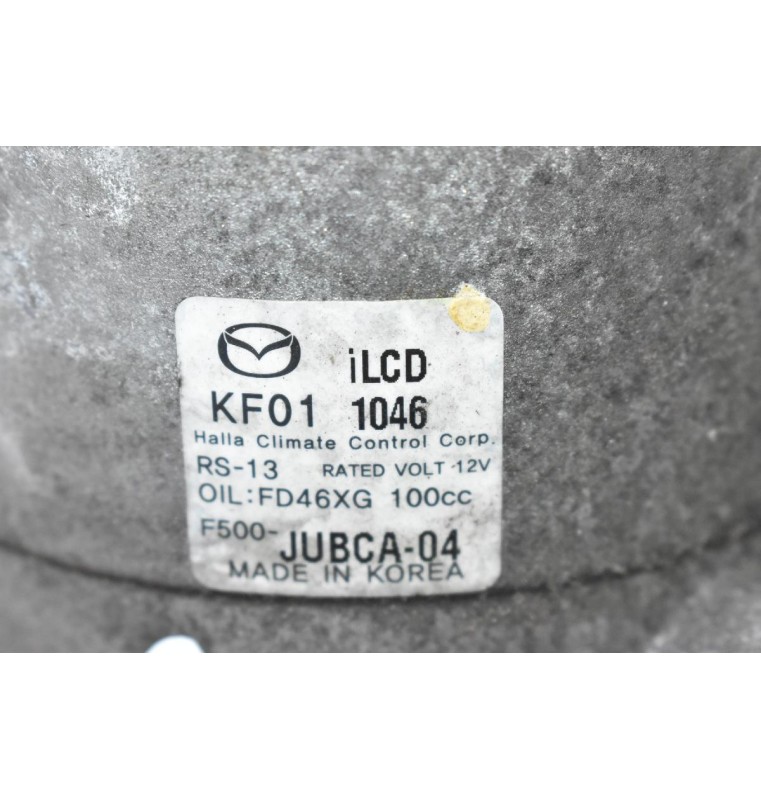 iLCD
KF01 1046
Halla Climate Control Corp.
RS-13 RATED VOLT 12V
OIL:FD46XG 100cc
F500-JUBCA-04
MADE IN KOREA